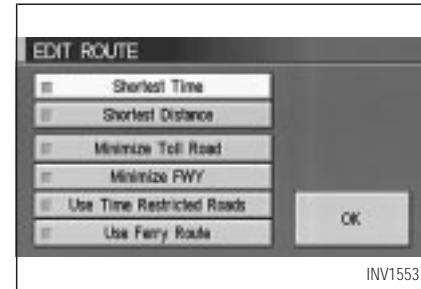 EDIT ROUTE
Shortest Time
Shortest Distance
Minimize Toll Road
Minimize FWY
Use Time Restricted Roads
Use Ferry Route
OK
INV1553